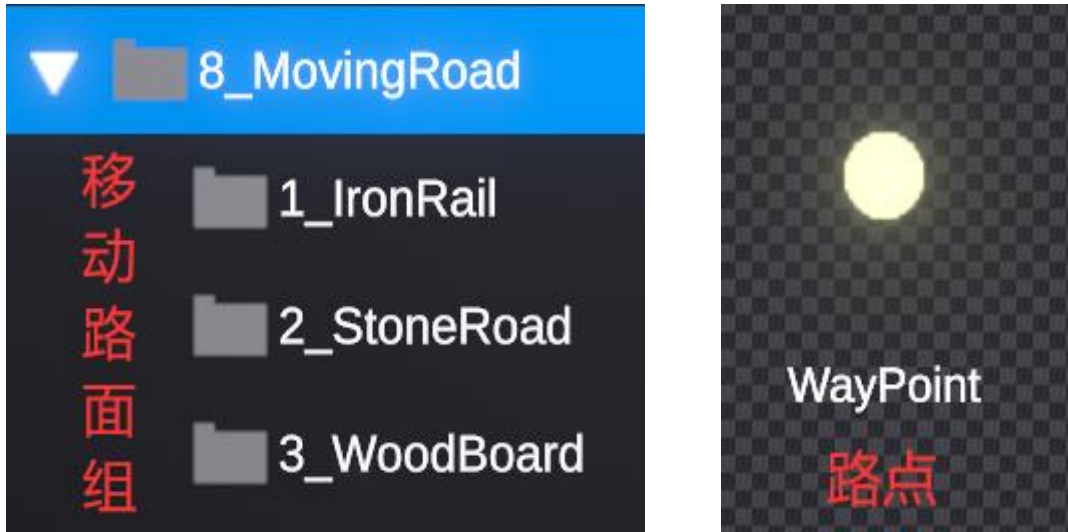 8_MovingRoad
1_IronRail
2_StoneRoad
3_WoodBoard
移动路面组
WayPoint
路点